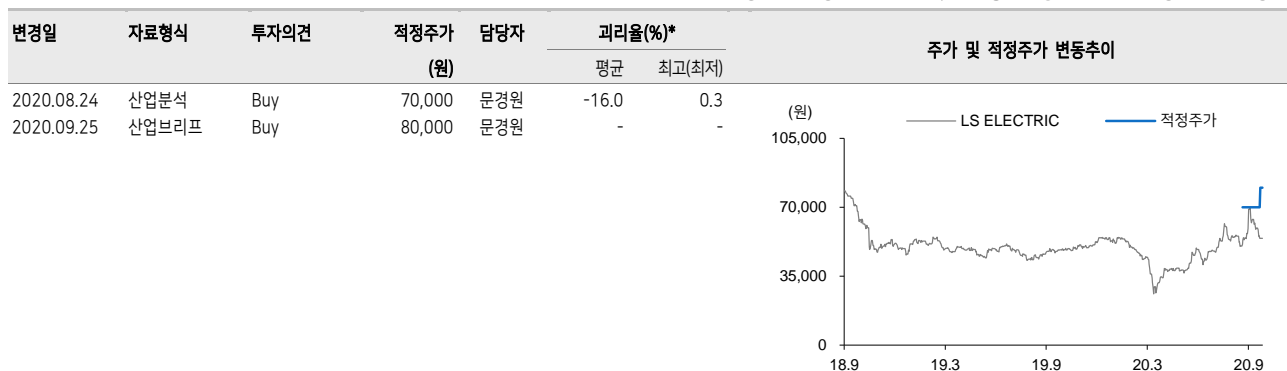 변경일 자료형식 투자의견 적정주가 담당자 괴리율(%)*
(원) 평균 최고(최저)
2020.08.24 산업분석 Buy 70,000 문경원 -16.0 0.3
2020.09.25 산업브리프 Buy 80,000 문경원 - -
주가 및 적정주가 변동추이
(원)
LS ELECTRIC 적정주가
105,000
70,000
35,000
0
18.9 19.3 19.9 20.3 20.9